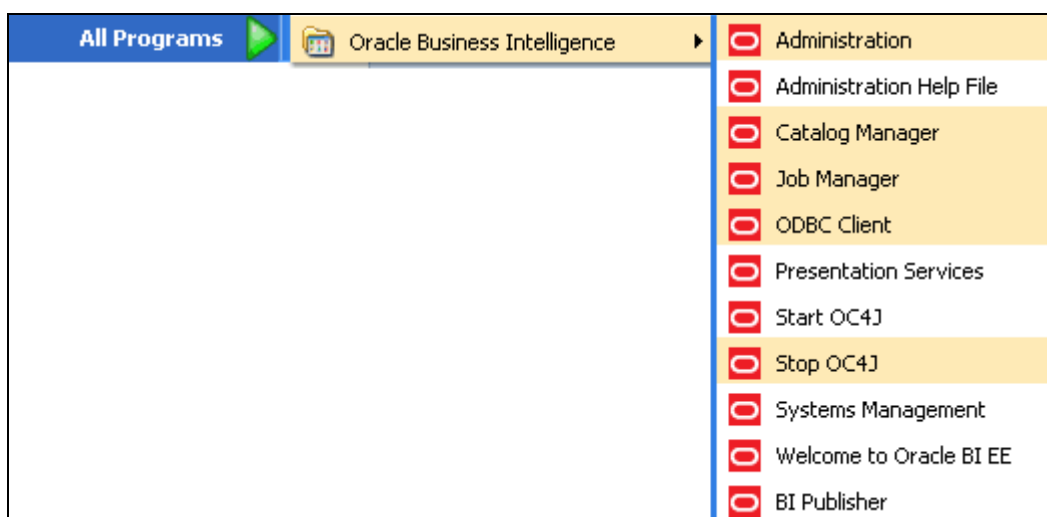 All Programs
Oracle Business Intelligence
Administration
Administration Help File
Catalog Manager
Job Manager
ODBC Client
Presentation Services
Start OC4J
Stop OC4J
Systems Management
Welcome to Oracle BI EE
BI Publisher